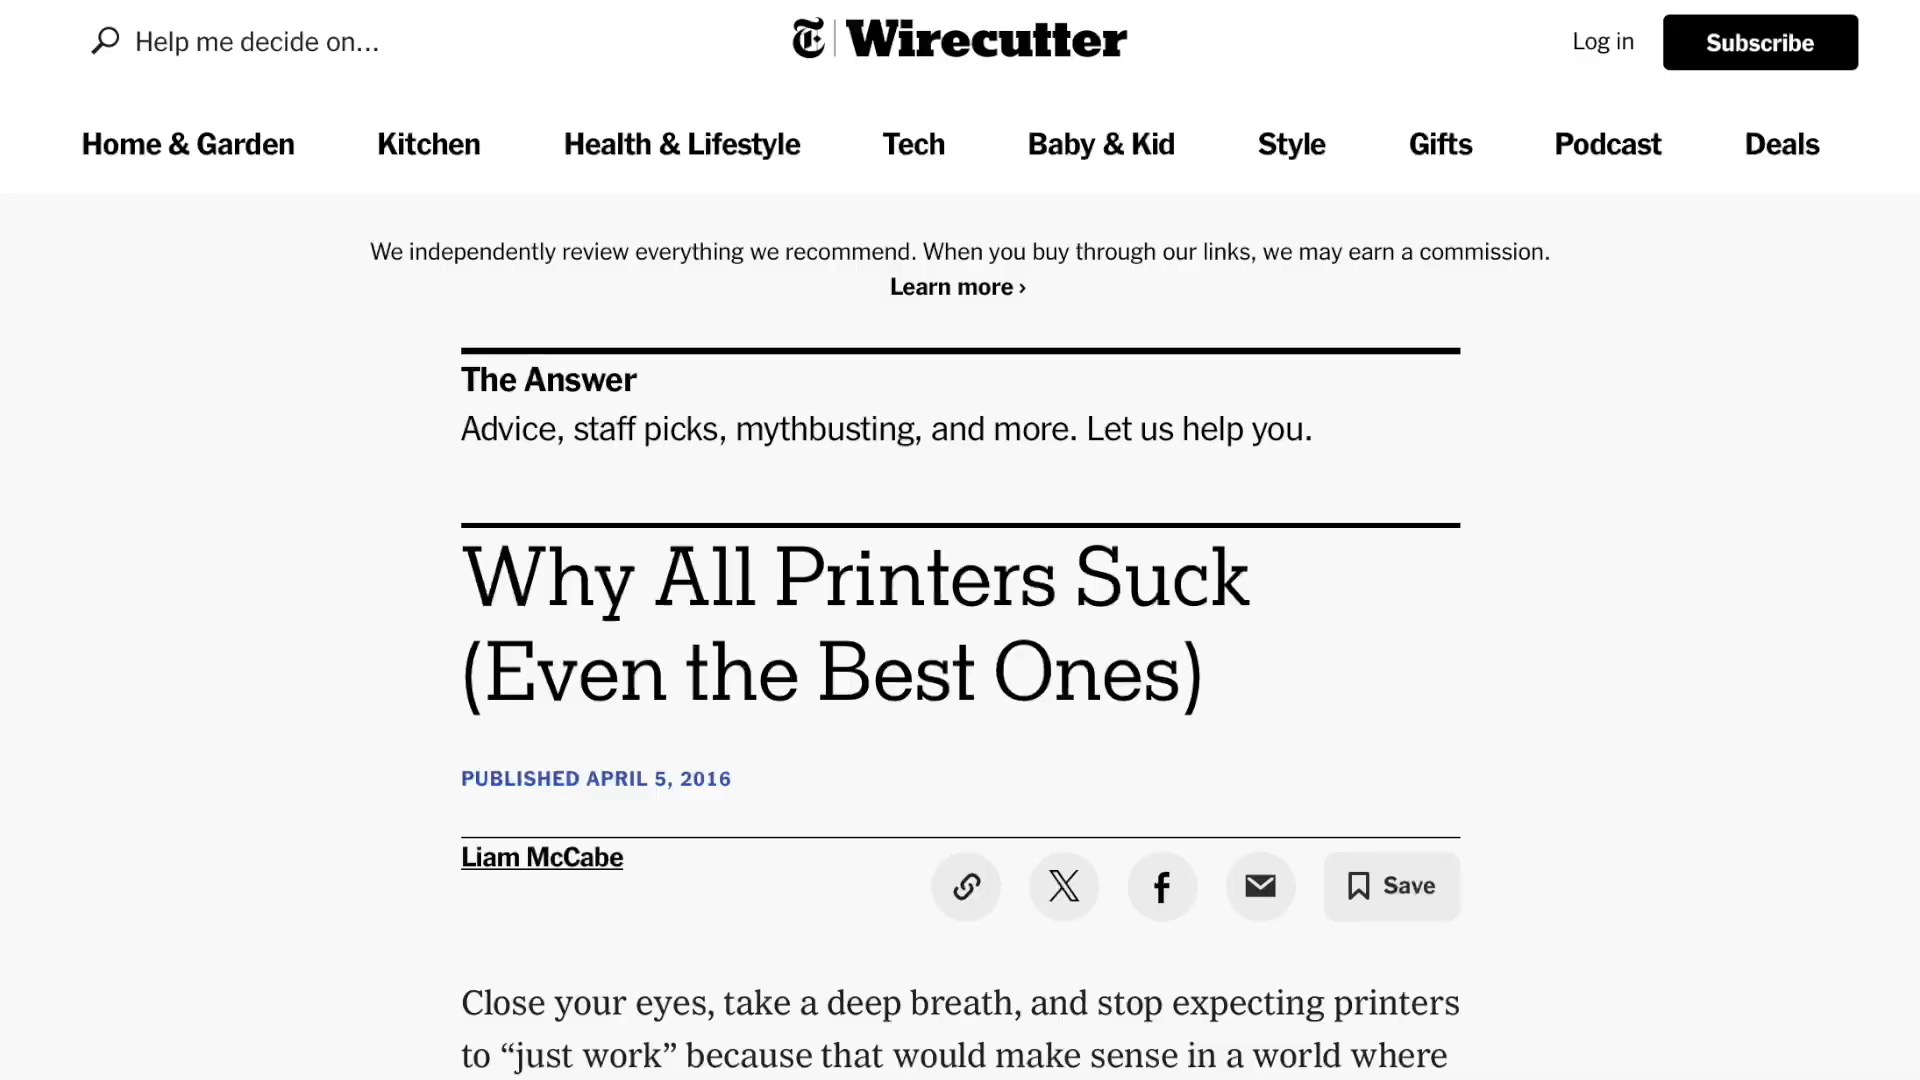 Help me decide on...
T Wirecutter
Log in
Subscribe
Home & Garden
Kitchen
Health & Lifestyle
Tech
Baby & Kid
Style
Gifts
Podcast
Deals
We independently review everything we recommend. When you buy through our links, we may earn a commission.
Learn more ›
The Answer
Advice, staff picks, mythbusting, and more. Let us help you.
Why All Printers Suck
(Even the Best Ones)
PUBLISHED APRIL 5, 2016
Liam McCabe
Save
Close your eyes, take a deep breath, and stop expecting printers
to “just work” because that would make sense in a world where